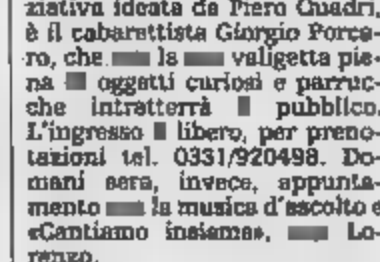 ziativa ideata da Piero Quadri,
è il cabarettista Giorgio Porca-
ro, che la valigetta pie-
na oggetti curiosi e parruc-
che intratterrà pubblico.
L'ingresso libero, per preno-
tazioni tel. 0331/920498. Do-
mani sera, invece, appunta-
mento la musica d'ascolto e
«Cantiamo insieme», Lo-
renzo.